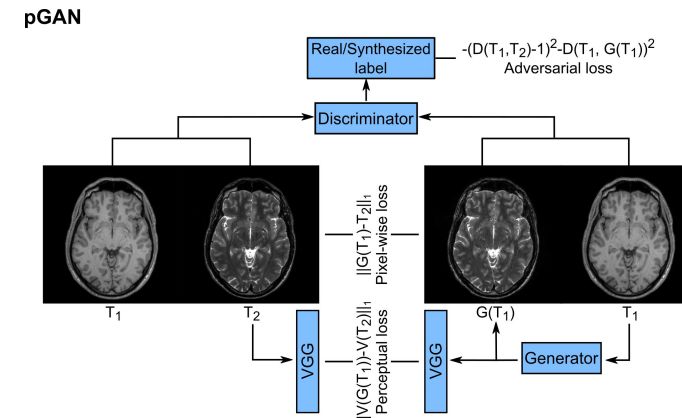 pGAN
Real/Synthesized
label
-(D(T₁,T₂)-1)²-D(T₁, G(T₁))²
Adversarial loss
Discriminator
||G(T₁)-T₂||₁
Pixel-wise loss
T₁
T₂
G(T₁)
T₁
VGG
||V(G(T₁))-V(T₂)||₁
Perceptual loss
VGG
Generator